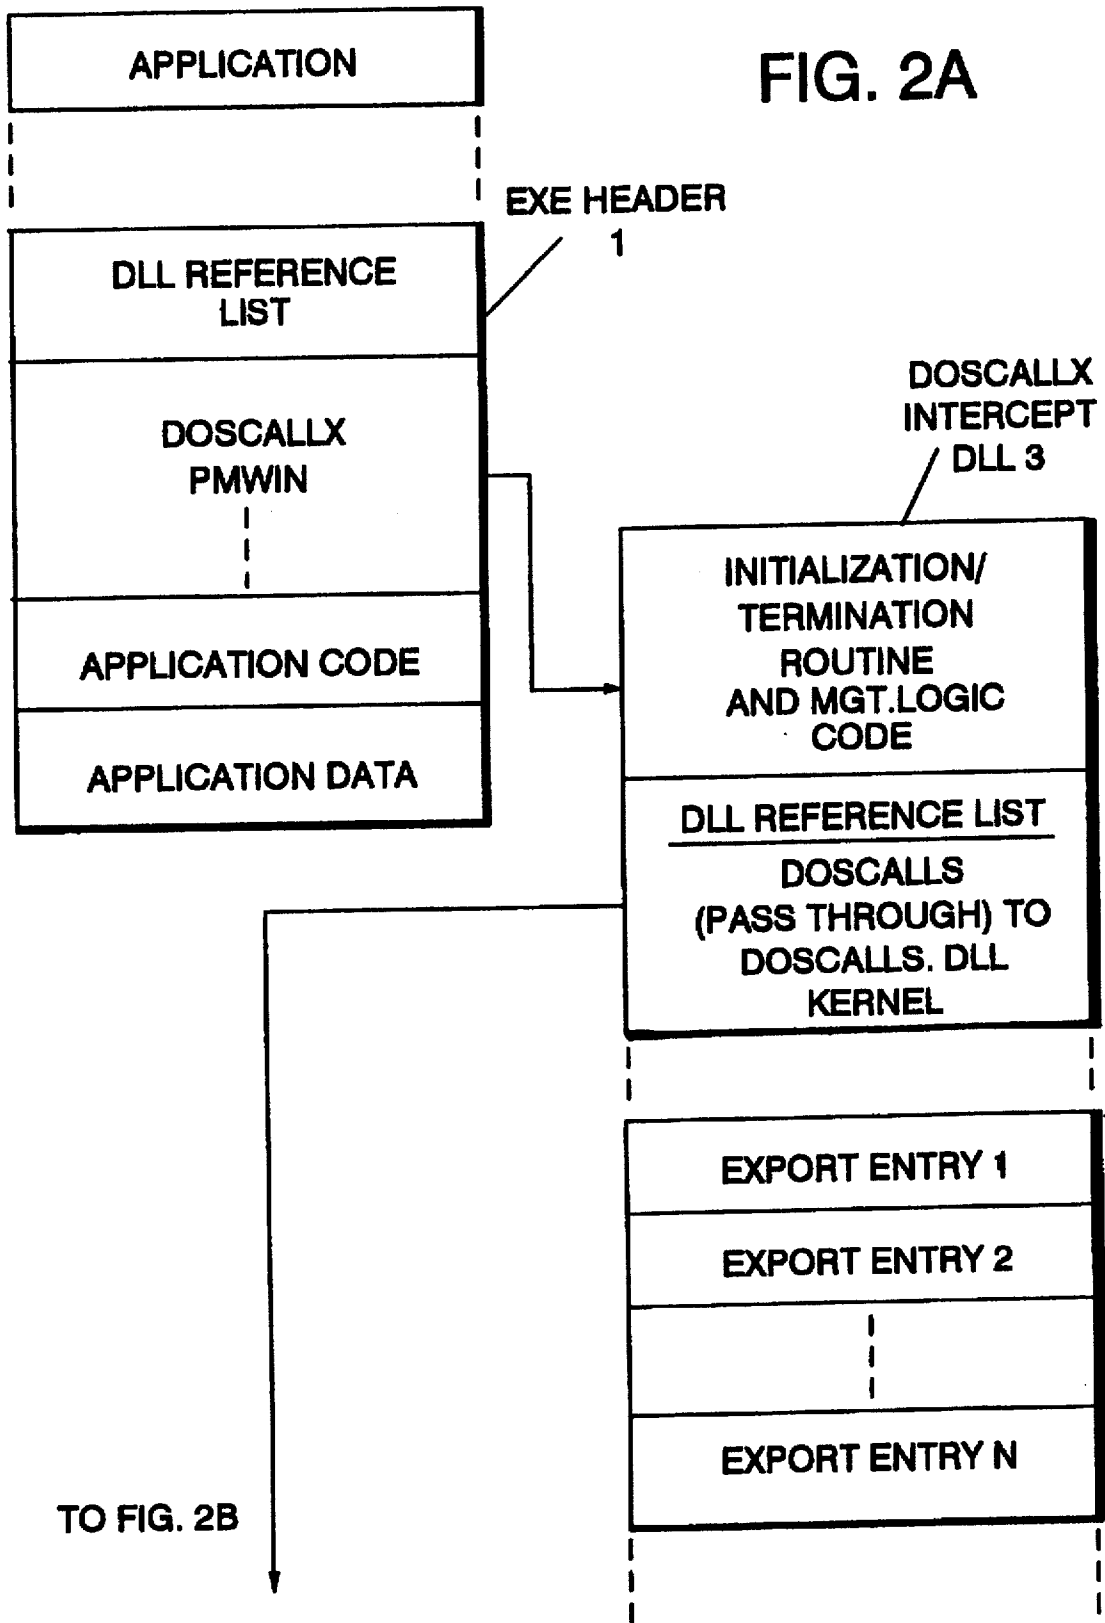 APPLICATION
FIG. 2A
EXE HEADER
1
DLL REFERENCE
LIST
DOSCALLX
PMWIN
APPLICATION CODE
APPLICATION DATA
DOSCALLX
INTERCEPT
DLL 3
INITIALIZATION/
TERMINATION
ROUTINE
AND MGT.LOGIC
CODE
DLL REFERENCE LIST
DOSCALLS
(PASS THROUGH) TO
DOSCALLS. DLL
KERNEL
EXPORT ENTRY 1
EXPORT ENTRY 2
EXPORT ENTRY N
TO FIG. 2B